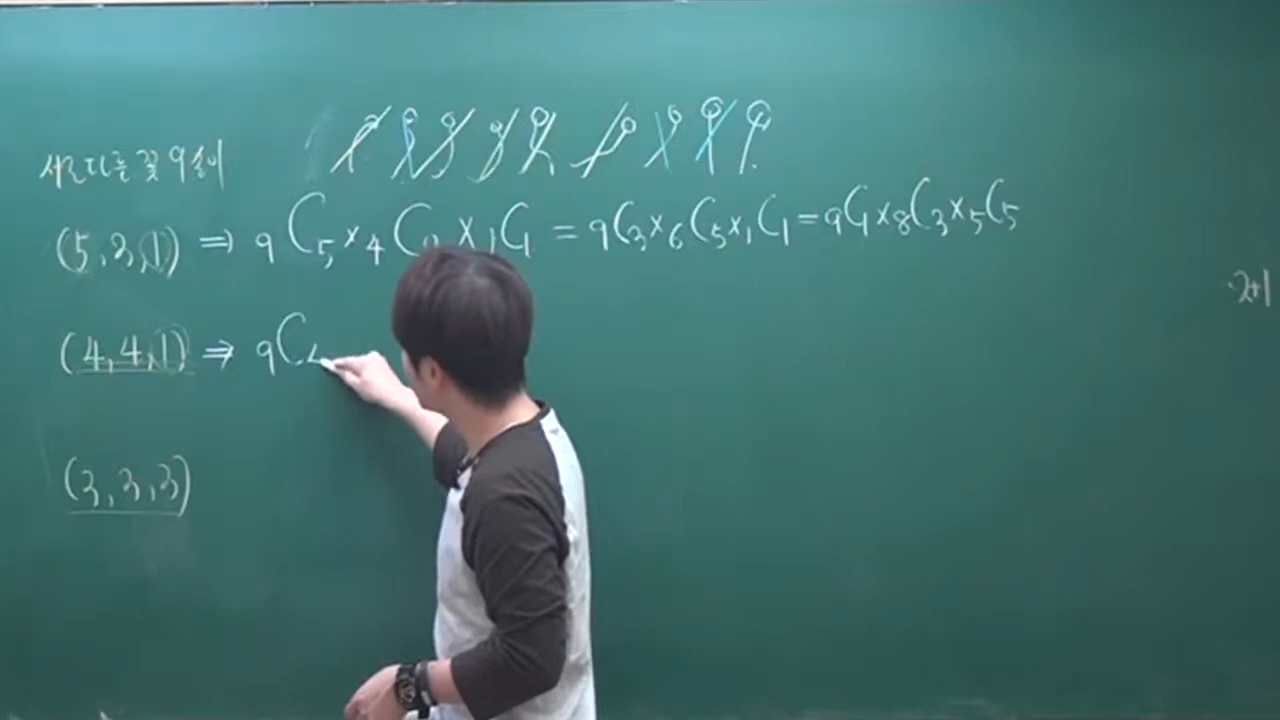 서로 다른 꽃 9송이
(5,3,1) ⇒ ₉C₅ × ₄C × ₁C₁ = ₉C₃ × ₆C₅ × ₁C₁ = ₉C₁ × ₈C₃ × ₅C₅
(4,4,1) ⇒ ₉C₄
(3,3,3)